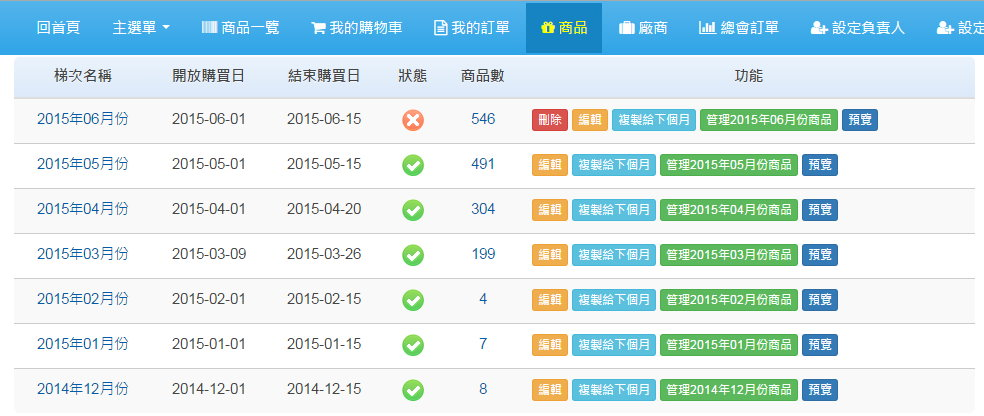 回首頁 主選單 商品一覽 我的購物車 我的訂單 商品 廠商 總會訂單 設定負責人 設定
梯次名稱 開放購買日 結束購買日 狀態 商品數 功能
2015年06月份 2015-06-01 2015-06-15 546 刪除 編輯 複製給下個月 管理2015年06月份商品 預覽
2015年05月份 2015-05-01 2015-05-15 491 編輯 複製給下個月 管理2015年05月份商品 預覽
2015年04月份 2015-04-01 2015-04-20 304 編輯 複製給下個月 管理2015年04月份商品 預覽
2015年03月份 2015-03-09 2015-03-26 199 編輯 複製給下個月 管理2015年03月份商品 預覽
2015年02月份 2015-02-01 2015-02-15 4 編輯 複製給下個月 管理2015年02月份商品 預覽
2015年01月份 2015-01-01 2015-01-15 7 編輯 複製給下個月 管理2015年01月份商品 預覽
2014年12月份 2014-12-01 2014-12-15 8 編輯 複製給下個月 管理2014年12月份商品 預覽